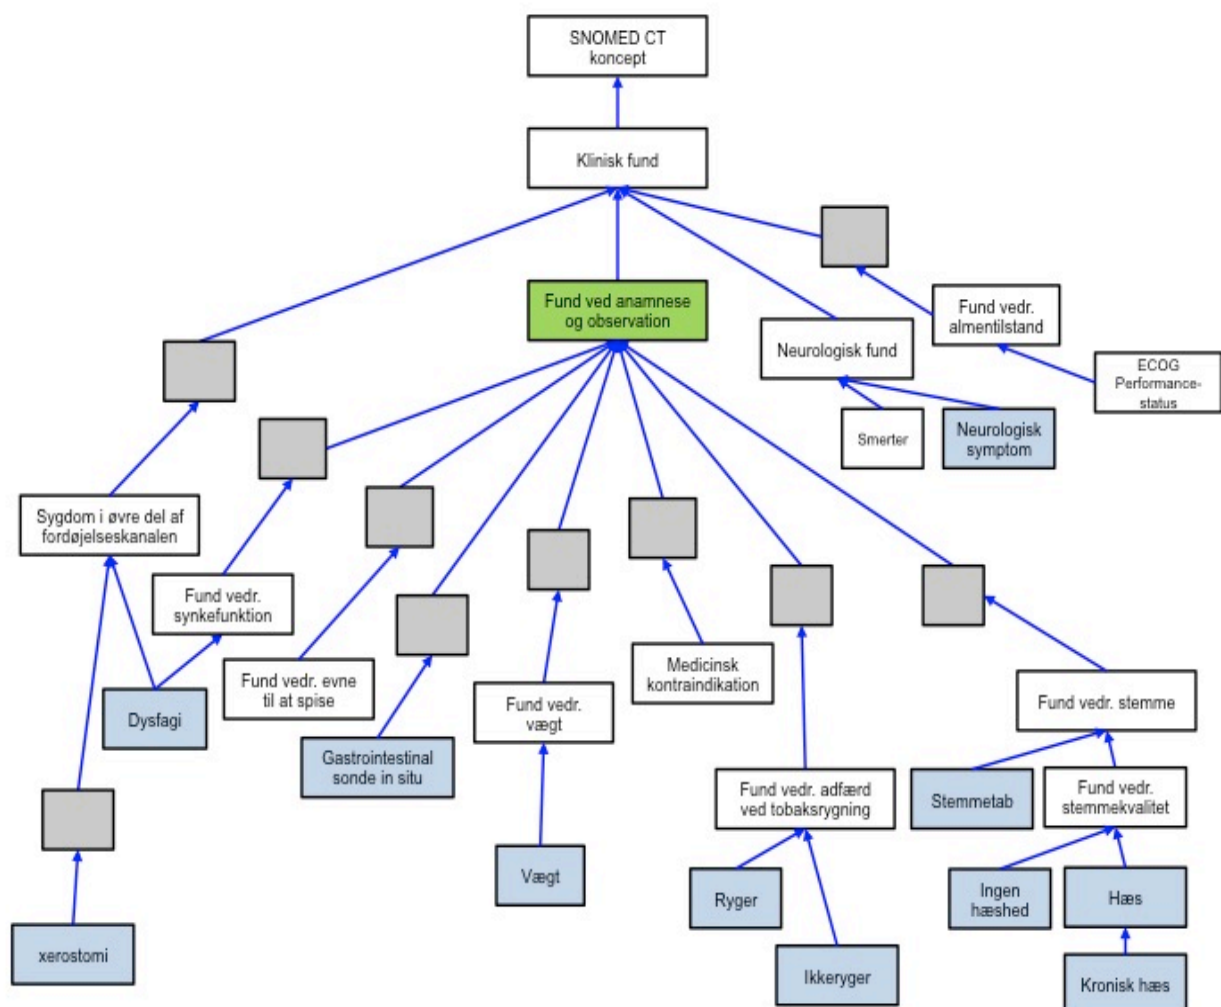 SNOMED CT
koncept
Klinisk fund
Fund ved anamnese
og observation
Fund vedr.
almentilstand
Neurologisk fund
ECOG
Performance-
status
Smerter
Neurologisk
symptom
Sygdom i øvre del af
fordøjelseskanalen
Fund vedr.
synkefunktion
Fund vedr. evne
til at spise
Medicinsk
kontraindikation
Fund vedr. stemme
Dysfagi
Fund vedr.
vægt
Gastrointestinal
sonde in situ
Fund vedr. adfærd
ved tobaksrygning
Stemmetab
Fund vedr.
stemmekvalitet
Vægt
Ryger
Ingen
hæshed
Hæs
xerostomi
Ikkeryger
Kronisk hæs